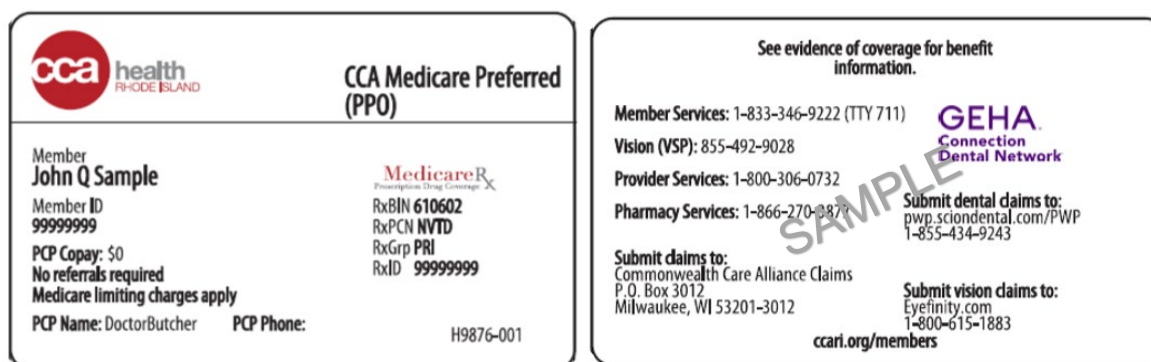 cca health
RHODE ISLAND
CCA Medicare Preferred
(PPO)
Member
John Q Sample
Member ID
99999999
PCP Copay: $0
No referrals required
Medicare limiting charges apply
PCP Name: DoctorButcher PCP Phone:
MedicareRx
Prescription Drug Coverage
RxBIN 610602
RxPCN NVTD
RxGrp PRI
RxID 99999999
H9876-001
See evidence of coverage for benefit
information.
Member Services: 1-833-346-9222 (TTY 711)
Vision (VSP): 855-492-9028
Provider Services: 1-800-306-0732
Pharmacy Services: 1-866-270-
Submit claims to:
Commonwealth Care Alliance Claims
P.O. Box 3012
Milwaukee, WI 53201-3012
GEHA
Connection
Dental Network
SAMPLE
Submit dental claims to:
pwp.sciondental.com/PWP
1-855-434-9243
Submit vision claims to:
Eyefinity.com
1-800-615-1883
ccari.org/members